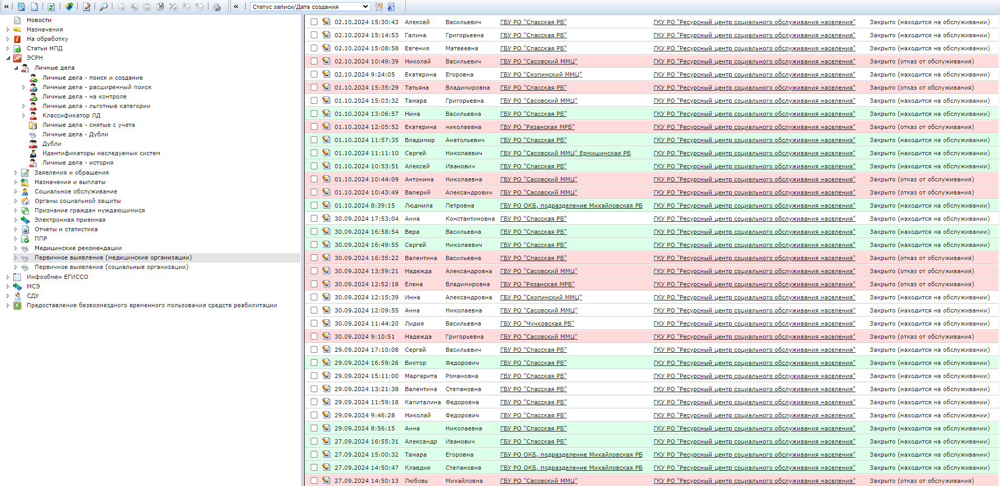 Статус записи/Дата создания
Новости
Назначения
На обработку
Статьи НПД
ЭСРН
Личные дела
Личные дела - поиск и создание
Личные дела - расширенный поиск
Личные дела - на контроле
Личные дела - льготные категории
Классификатор ЛД
Личные дела - снятые с учета
Личные дела - Дубли
Дубли
Идентификаторы наследуемых систем
Личные дела - история
Заявления и обращения
Назначения и выплаты
Социальное обслуживание
Органы социальной защиты
Признание граждан нуждающимися
Электронная приемная
Отчеты и статистика
ППР
Медицинские рекомендации
Первичное выявление (медицинские организации)
Первичное выявление (социальные организации)
Инфообмен ЕГИССО
МСЭ
СДУ
Предоставление безвозмездного временного пользования средств реабилитации
02.10.2024 15:30:43 Алексей Васильевич ГБУ РО "Спасская РБ" ГКУ РО "Ресурсный центр социального обслуживания населения" Закрыто (находится на обслуживании)
02.10.2024 15:14:53 Галина Григорьевна ГБУ РО "Спасская РБ" ГКУ РО "Ресурсный центр социального обслуживания населения" Закрыто (находится на обслуживании)
02.10.2024 15:08:58 Евгения Матвеевна ГБУ РО "Спасская РБ" ГКУ РО "Ресурсный центр социального обслуживания населения" Закрыто (находится на обслуживании)
02.10.2024 10:49:39 Николай Васильевич ГБУ РО "Сасовский ММЦ" ГКУ РО "Ресурсный центр социального обслуживания населения" Закрыто (отказ от обслуживания)
02.10.2024 9:24:05 Екатерина Егоровна ГБУ РО "Скопинский ММЦ" ГКУ РО "Ресурсный центр социального обслуживания населения" Закрыто (находится на обслуживании)
01.10.2024 15:35:29 Татьяна Владимировна ГБУ РО "Спасская РБ" ГКУ РО "Ресурсный центр социального обслуживания населения" Закрыто (отказ от обслуживания)
01.10.2024 15:03:32 Тамара Григорьевна ГБУ РО "Сасовский ММЦ" ГКУ РО "Ресурсный центр социального обслуживания населения" Закрыто (находится на обслуживании)
01.10.2024 13:06:57 Нина Васильевна ГБУ РО "Спасская РБ" ГКУ РО "Ресурсный центр социального обслуживания населения" Закрыто (находится на обслуживании)
01.10.2024 12:05:52 Екатерина николаевна ГБУ РО "Рязанская МРБ" ГКУ РО "Ресурсный центр социального обслуживания населения" Закрыто (отказ от обслуживания)
01.10.2024 11:57:35 Владимир Анатольевич ГБУ РО "Спасская РБ" ГКУ РО "Ресурсный центр социального обслуживания населения" Закрыто (находится на обслуживании)
01.10.2024 11:11:10 Сергей Николаевич ГБУ РО "Сасовский ММЦ" Ермишинская РБ ГКУ РО "Ресурсный центр социального обслуживания населения" Закрыто (находится на обслуживании)
01.10.2024 10:53:51 Алексей Иванович ГБУ РО "Спасская РБ" ГКУ РО "Ресурсный центр социального обслуживания населения" Закрыто (находится на обслуживании)
01.10.2024 10:44:09 Антонина Николаевна ГБУ РО "Сасовский ММЦ" ГКУ РО "Ресурсный центр социального обслуживания населения" Закрыто (отказ от обслуживания)
01.10.2024 10:43:49 Валерий Александрович ГБУ РО "Сасовский ММЦ" ГКУ РО "Ресурсный центр социального обслуживания населения" Закрыто (отказ от обслуживания)
01.10.2024 8:39:15 Людмила Петровна ГБУ РО ОКБ, подразделение Михайловская РБ ГКУ РО "Ресурсный центр социального обслуживания населения" Закрыто (находится на обслуживании)
30.09.2024 17:53:04 Анна Константиновна ГБУ РО "Спасская РБ" ГКУ РО "Ресурсный центр социального обслуживания населения" Закрыто (находится на обслуживании)
30.09.2024 16:58:54 Вера Васильевна ГБУ РО "Спасская РБ" ГКУ РО "Ресурсный центр социального обслуживания населения" Закрыто (находится на обслуживании)
30.09.2024 16:49:55 Сергей Николаевич ГБУ РО "Спасская РБ" ГКУ РО "Ресурсный центр социального обслуживания населения" Закрыто (находится на обслуживании)
30.09.2024 16:35:22 Валентина Васильевна ГБУ РО "Спасская РБ" ГКУ РО "Ресурсный центр социального обслуживания населения" Закрыто (отказ от обслуживания)
30.09.2024 13:59:21 Надежда Александровна ГБУ РО "Сасовский ММЦ" ГКУ РО "Ресурсный центр социального обслуживания населения" Закрыто (отказ от обслуживания)
30.09.2024 12:52:18 Елена Владимировна ГБУ РО "Рязанская МРБ" ГКУ РО "Ресурсный центр социального обслуживания населения" Закрыто (отказ от обслуживания)
30.09.2024 12:15:39 Инна Александровна ГБУ РО "Скопинский ММЦ" ГКУ РО "Ресурсный центр социального обслуживания населения" Закрыто (находится на обслуживании)
30.09.2024 12:09:55 Анна Николаевна ГБУ РО "Сасовский ММЦ" ГКУ РО "Ресурсный центр социального обслуживания населения" Закрыто (находится на обслуживании)
30.09.2024 11:44:20 Лидия Васильевна ГБУ РО "Чучковская РБ" ГКУ РО "Ресурсный центр социального обслуживания населения" Закрыто (находится на обслуживании)
30.09.2024 9:10:51 Надежда Григорьевна ГБУ РО "Сасовский ММЦ" ГКУ РО "Ресурсный центр социального обслуживания населения" Закрыто (отказ от обслуживания)
29.09.2024 17:10:08 Сергей Васильевич ГБУ РО "Спасская РБ" ГКУ РО "Ресурсный центр социального обслуживания населения" Закрыто (находится на обслуживании)
29.09.2024 16:59:26 Виктор Федорович ГБУ РО "Спасская РБ" ГКУ РО "Ресурсный центр социального обслуживания населения" Закрыто (находится на обслуживании)
29.09.2024 15:11:00 Маргарита Романовна ГБУ РО "Спасская РБ" ГКУ РО "Ресурсный центр социального обслуживания населения" Закрыто (находится на обслуживании)
29.09.2024 13:21:38 Валентина Степановна ГБУ РО "Спасская РБ" ГКУ РО "Ресурсный центр социального обслуживания населения" Закрыто (находится на обслуживании)
29.09.2024 11:59:18 Капиталина Федоровна ГБУ РО "Спасская РБ" ГКУ РО "Ресурсный центр социального обслуживания населения" Закрыто (находится на обслуживании)
29.09.2024 9:46:28 Николай Федорович ГБУ РО "Спасская РБ" ГКУ РО "Ресурсный центр социального обслуживания населения" Закрыто (находится на обслуживании)
29.09.2024 8:56:15 Анна Николаевна ГБУ РО "Спасская РБ" ГКУ РО "Ресурсный центр социального обслуживания населения" Закрыто (находится на обслуживании)
27.09.2024 16:55:31 Александр Иванович ГБУ РО "Спасская РБ" ГКУ РО "Ресурсный центр социального обслуживания населения" Закрыто (находится на обслуживании)
27.09.2024 15:00:32 Тамара Егоровна ГБУ РО ОКБ, подразделение Михайловская РБ ГКУ РО "Ресурсный центр социального обслуживания населения" Закрыто (находится на обслуживании)
27.09.2024 14:50:47 Клавдия Степановна ГБУ РО ОКБ, подразделение Михайловская РБ ГКУ РО "Ресурсный центр социального обслуживания населения" Закрыто (находится на обслуживании)
27.09.2024 14:50:13 Любовь Михайловна ГБУ РО "Сасовский ММЦ" ГКУ РО "Ресурсный центр социального обслуживания населения" Закрыто (отказ от обслуживания)